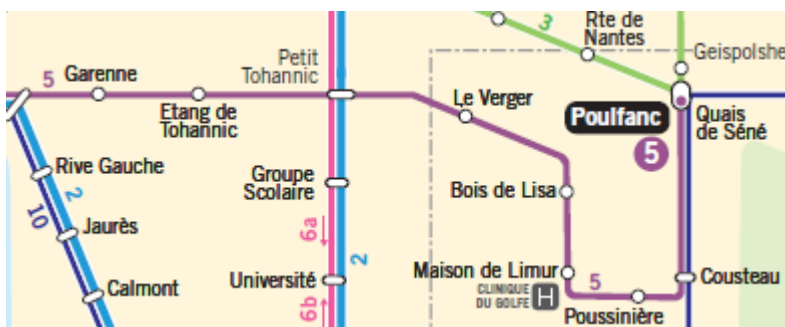 3
Rte de
Nantes
Geispolshe
Petit
Tohannic
5
Garenne
Etang de
Tohannic
Le Verger
Poulfanc
5
Quais
de Séné
Rive Gauche
2
10
Jaurès
Calmont
Groupe
Scolaire
6a
2
Université
6b
Bois de Lisa
Maison de Limur
CLINIQUE
DU GOLFE
H
5
Poussinière
Cousteau